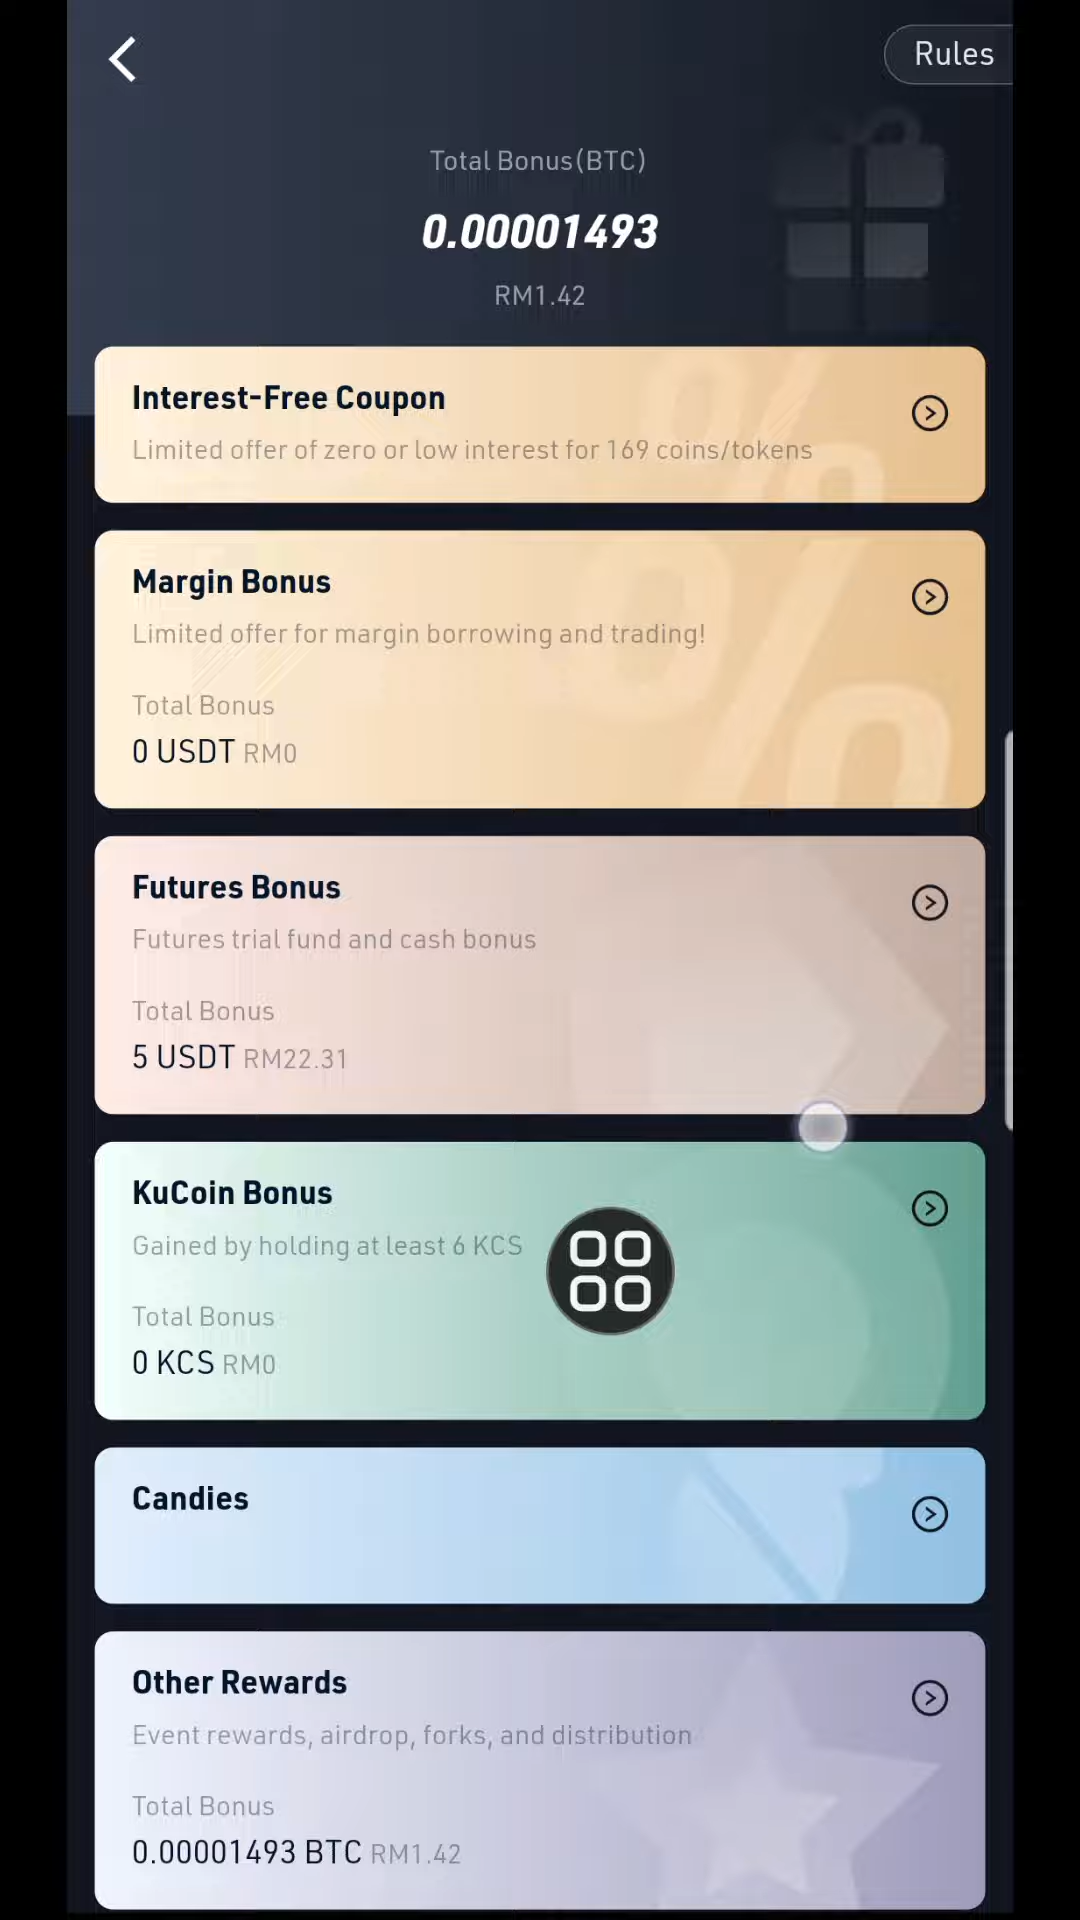 Rules
Total Bonus(BTC)
0.00001493
RM1.42
Interest-Free Coupon
Limited offer of zero or low interest for 169 coins/tokens
Margin Bonus
Limited offer for margin borrowing and trading!
Total Bonus
0 USDT RM0
Futures Bonus
Futures trial fund and cash bonus
Total Bonus
5 USDT RM22.31
KuCoin Bonus
Gained by holding at least 6 KCS
Total Bonus
0 KCS RM0
Candies
Other Rewards
Event rewards, airdrop, forks, and distribution
Total Bonus
0.00001493 BTC RM1.42